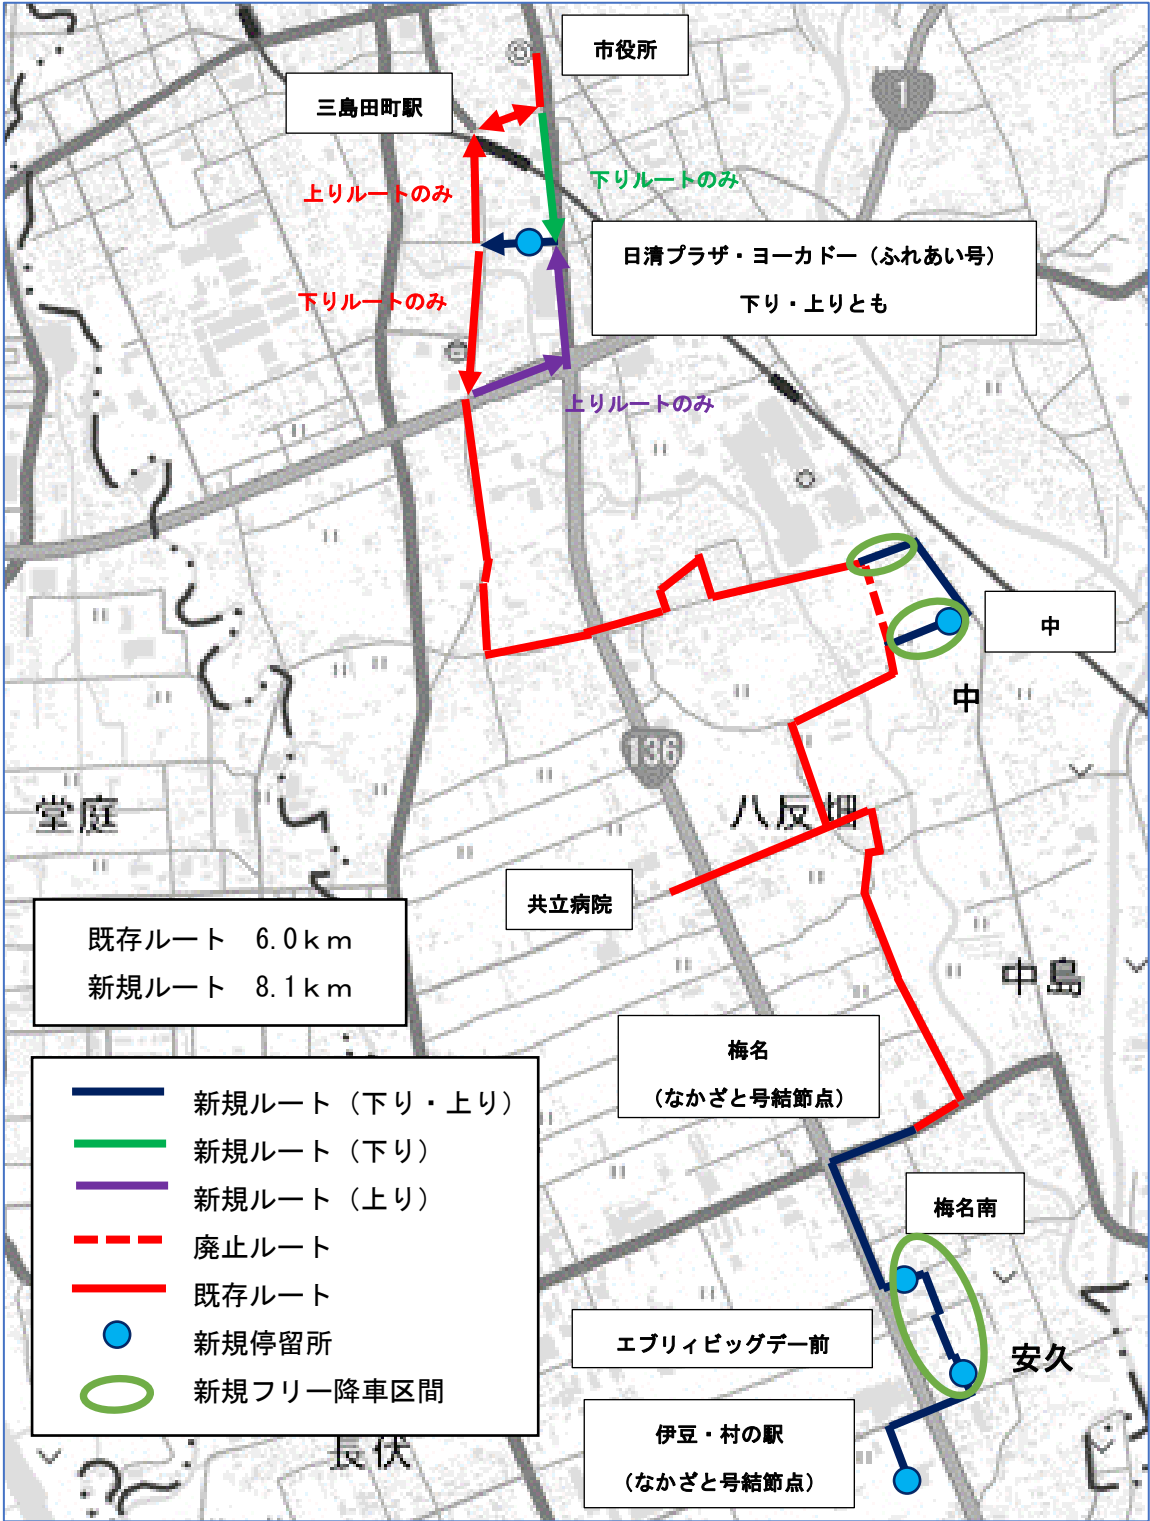 市役所
三島田町駅
1
上りルートのみ
下りルートのみ
日清プラザ・ヨーカドー（ふれあい号）
下り・上りとも
下りルートのみ
上りルートのみ
中
中
136
堂庭
八反畑
共立病院
既存ルート　6.0ｋｍ
新規ルート　8.1ｋｍ
中島
梅名
（なかざと号結節点）
新規ルート（下り・上り）
新規ルート（下り）
新規ルート（上り）
廃止ルート
既存ルート
新規停留所
新規フリー降車区間
梅名南
エブリィビッグデー前
安久
伊豆・村の駅
（なかざと号結節点）
長伏